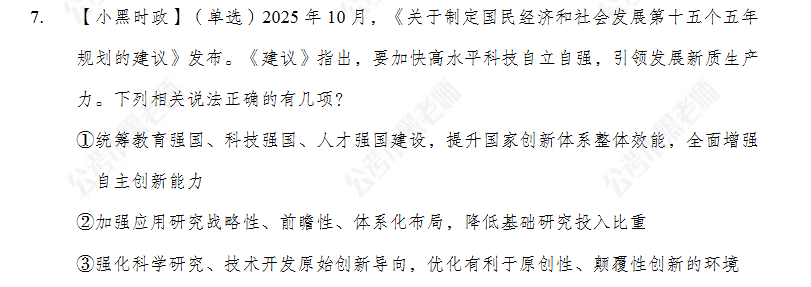 7. 【小黑时政】（单选）2025 年 10 月，《关于制定国民经济和社会发展第十五个五年
规划的建议》发布。《建议》指出，要加快高水平科技自立自强，引领发展新质生产
力。下列相关说法正确的有几项？
①统筹教育强国、科技强国、人才强国建设，提升国家创新体系整体效能，全面增强
自主创新能力
②加强应用研究战略性、前瞻性、体系化布局，降低基础研究投入比重
③强化科学研究、技术开发原始创新导向，优化有利于原创性、颠覆性创新的环境